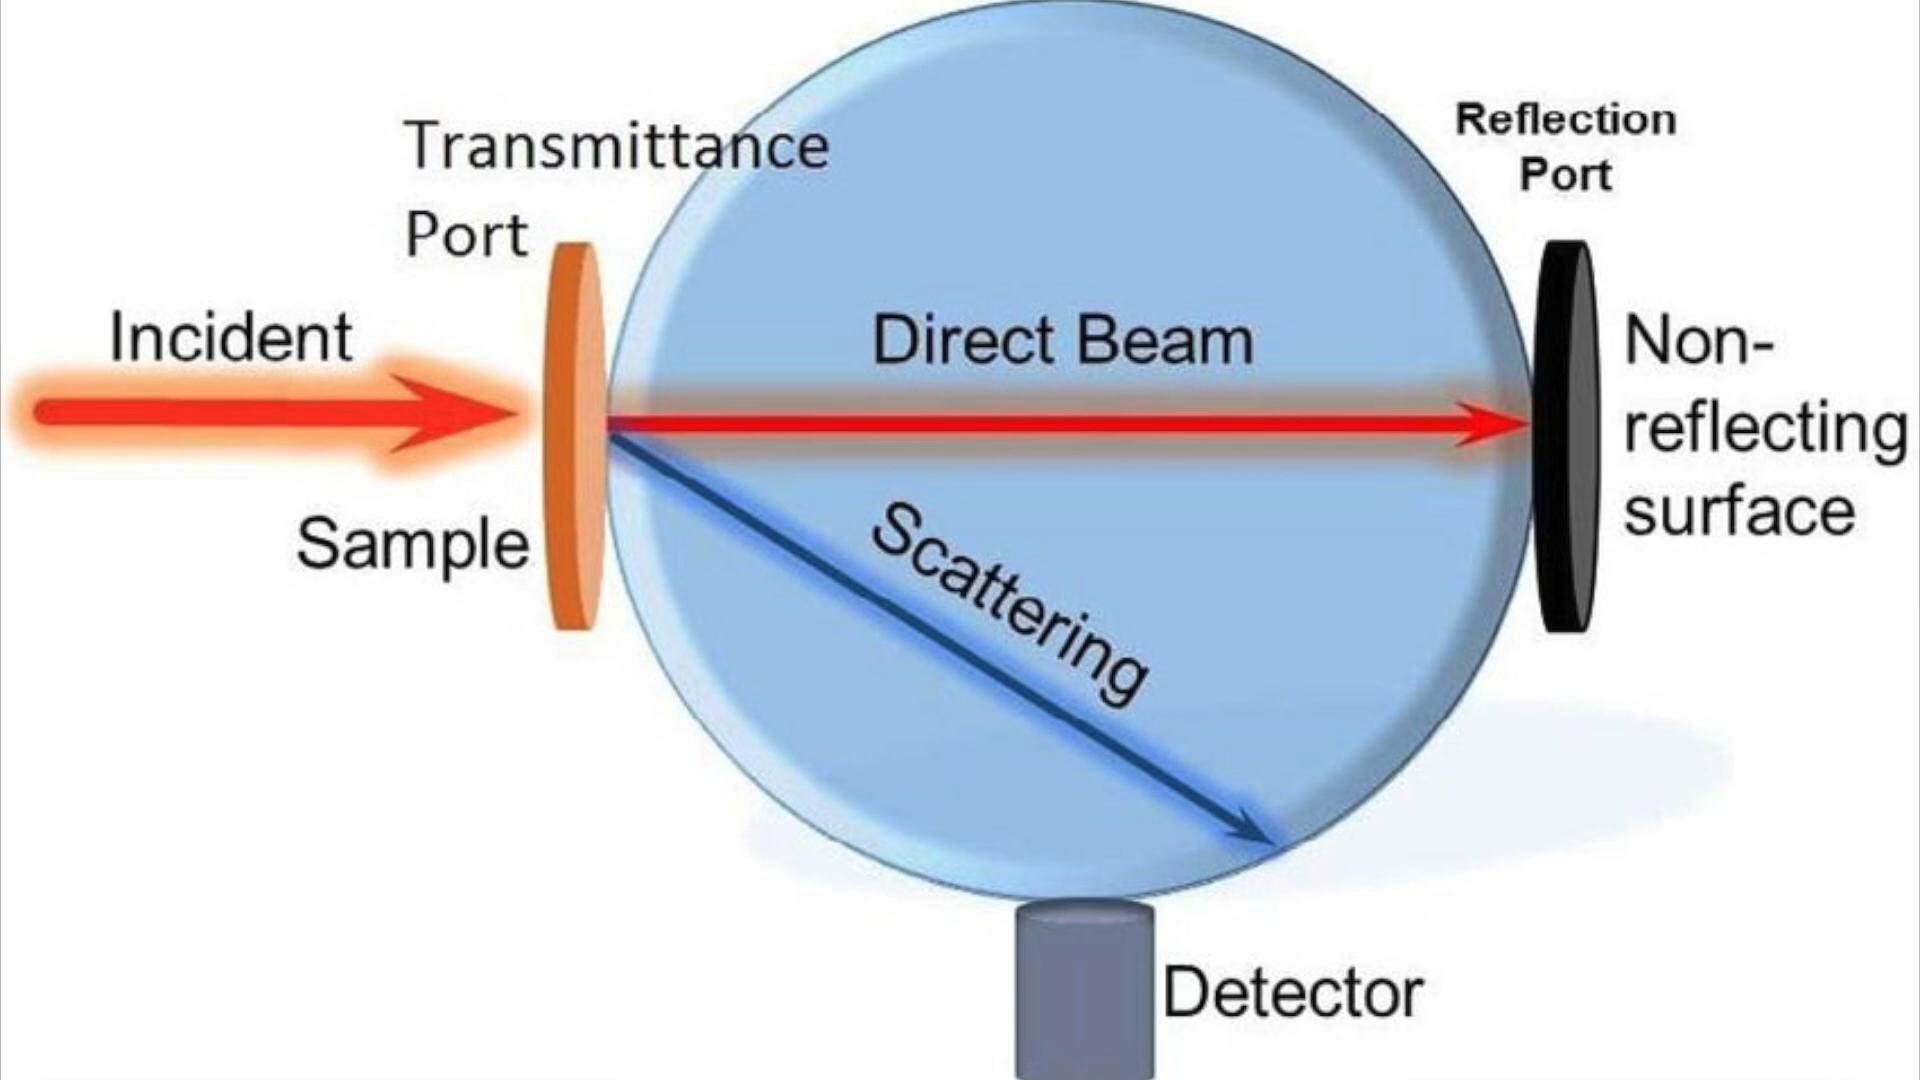 Transmittance
Port
Reflection
Port
Incident
Direct Beam
Non-
reflecting
surface
Sample
Scattering
Detector